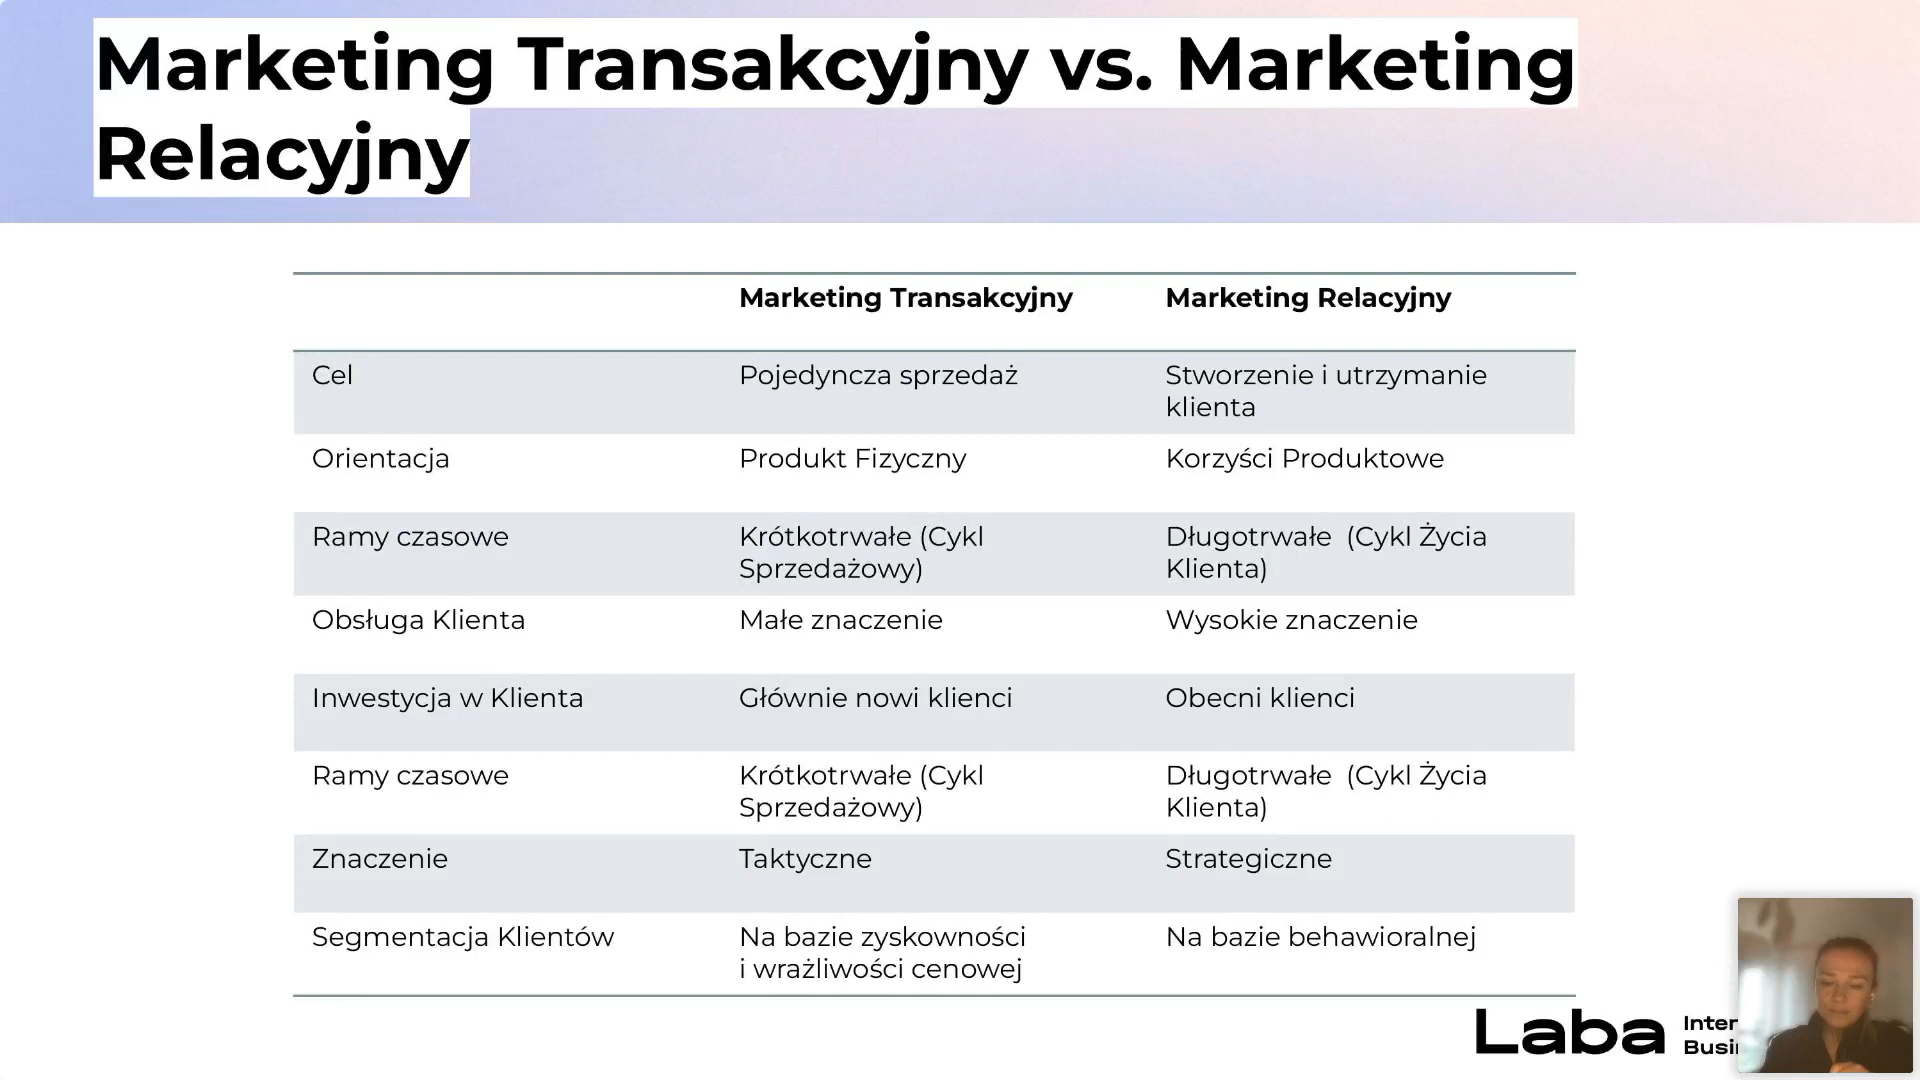 Marketing Transakcyjny vs. Marketing
Relacyjny
Marketing Transakcyjny Marketing Relacyjny
Cel Pojedyncza sprzedaż Stworzenie i utrzymanie
klienta
Orientacja Produkt Fizyczny Korzyści Produktowe
Ramy czasowe Krótkotrwałe (Cykl Długotrwałe (Cykl Życia
Sprzedażowy) Klienta)
Obsługa Klienta Małe znaczenie Wysokie znaczenie
Inwestycja w Klienta Głównie nowi klienci Obecni klienci
Ramy czasowe Krótkotrwałe (Cykl Długotrwałe (Cykl Życia
Sprzedażowy) Klienta)
Znaczenie Taktyczne Strategiczne
Segmentacja Klientów Na bazie zyskowności Na bazie behawioralnej
i wrażliwości cenowej
Laba